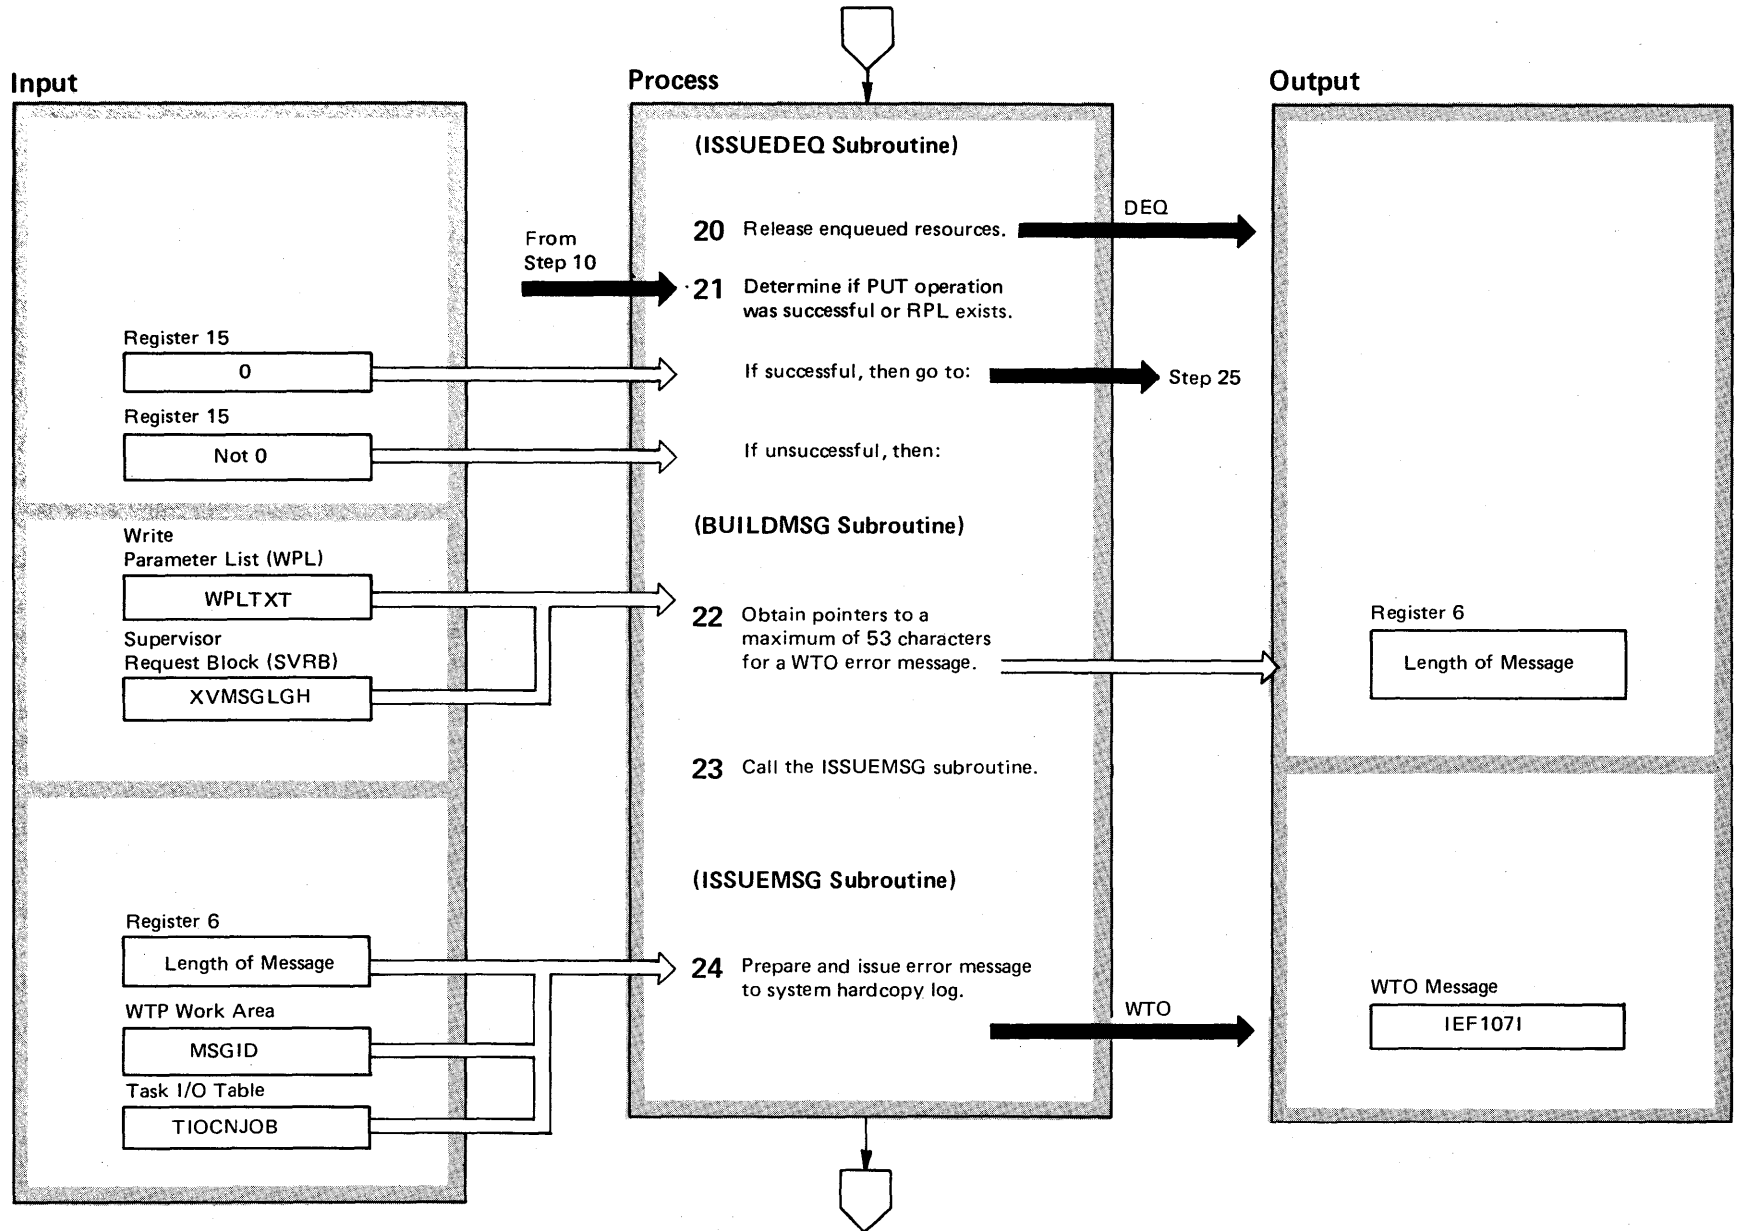 Input
Process
Output
(ISSUEDEQ Subroutine)
20 Release enqueued resources.
DEQ
From
Step 10
21 Determine if PUT operation
was successful or RPL exists.
Register 15
0
If successful, then go to:
Step 25
Register 15
Not 0
If unsuccessful, then:
(BUILDMSG Subroutine)
Write
Parameter List (WPL)
WPLTXT
Supervisor
Request Block (SVRB)
XVMSGLGH
22 Obtain pointers to a
maximum of 53 characters
for a WTO error message.
Register 6
Length of Message
23 Call the ISSUEMSG subroutine.
(ISSUEMSG Subroutine)
Register 6
Length of Message
WTP Work Area
MSGID
Task I/O Table
TIOCNJOB
24 Prepare and issue error message
to system hardcopy log.
WTO
WTO Message
IEF107I